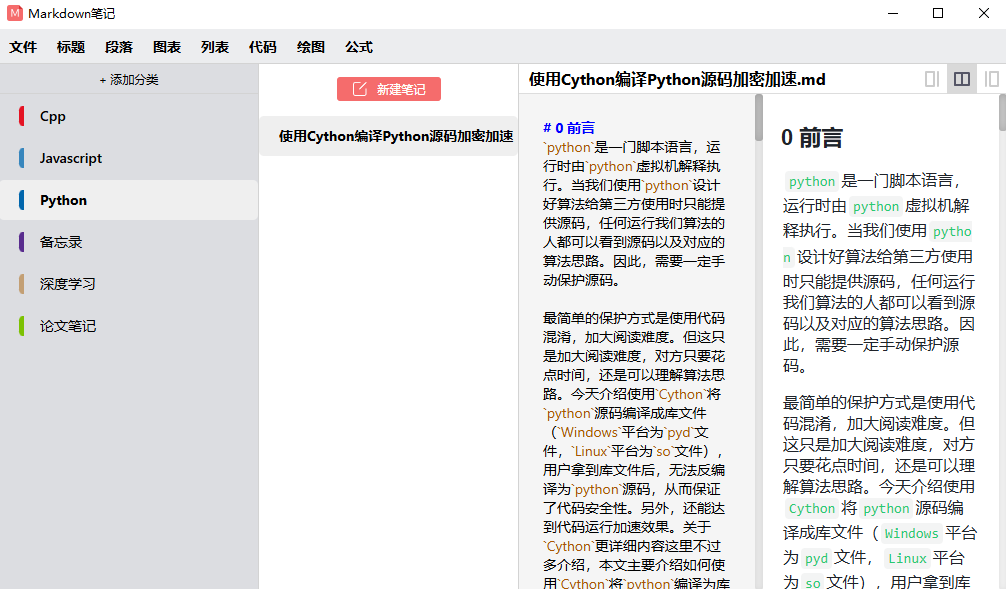 M Markdown笔记
文件 标题 段落 图表 列表 代码 绘图 公式
+ 添加分类
Cpp
Javascript
Python
备忘录
深度学习
论文笔记
新建笔记
使用Cython编译Python源码加密加速
使用Cython编译Python源码加密加速.md
# 0 前言
`python`是一门脚本语言，运
行时由`python`虚拟机解释执
行。当我们使用`python`设计
好算法给第三方使用时只能提
供源码，任何运行我们算法的
人都可以看到源码以及对应的
算法思路。因此，需要一定手
动保护源码。
最简单的保护方式是使用代码
混淆，加大阅读难度。但这只
是加大阅读难度，对方只要花
点时间，还是可以理解算法思
路。今天介绍使用`Cython`将
`python`源码编译成库文件
（`Windows`平台为`pyd`文
件，`Linux`平台为`so`文件），
用户拿到库文件后，无法反编
译为`python`源码，从而保证
了代码安全性。另外，还能达
到代码运行加速效果。关于
`Cython`更详细内容这里不过
多介绍，本文主要介绍如何使
用`Cython`将`python`编译为库
0 前言
python 是一门脚本语言，
运行时由 python 虚拟机解
释执行。当我们使用 pytho
n 设计好算法给第三方使用
时只能提供源码，任何运行
我们算法的人都可以看到源
码以及对应的算法思路。因
此，需要一定手动保护源
码。
最简单的保护方式是使用代
码混淆，加大阅读难度。但
这只是加大阅读难度，对方
只要花点时间，还是可以理
解算法思路。今天介绍使用
Cython 将 python 源码编
译成库文件（ Windows 平台
为 pyd 文件， Linux 平台
为 so 文件），用户拿到库